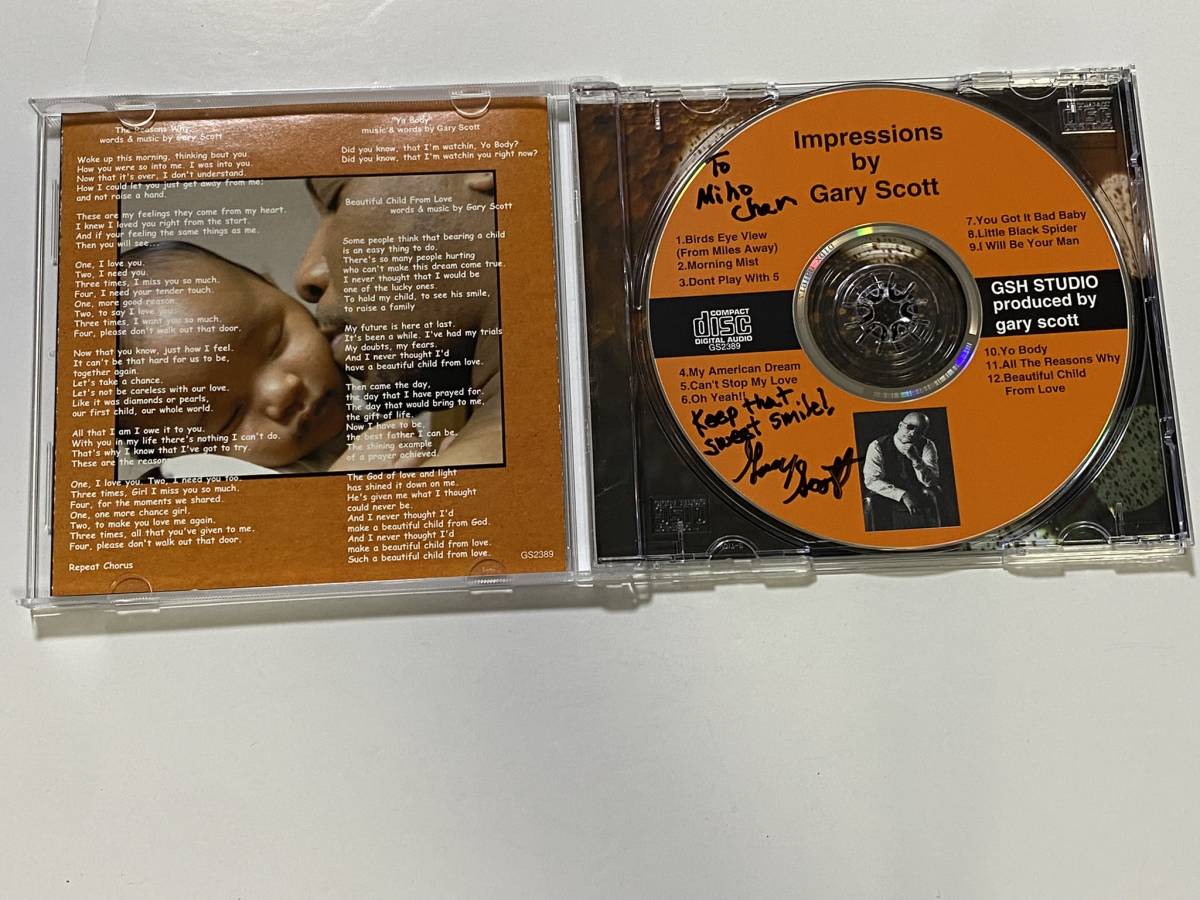 The Reasons Why
words & music by Gary Scott
Woke up this morning, thinking bout you.
How you were so into me, I was into you.
Now that it's over, I don't understand.
How I could let you just get away from me:
and not raise a hand.
These are my feelings they come from my heart.
I knew I loved you right from the start.
And if your feeling the same things as me.
Then you will see...
One, I love you.
Two, I need you
Three times, I miss you so much.
Four, I need your tender touch.
One, more good reason.
Two, to say I love you.
Three times, I want you so much.
Four, please don't walk out that door.
Now that you know, just how I feel.
It can't be that hard for us to be,
together again.
Let's take a chance.
Let's not be careless with our love.
Like it was diamonds or pearls,
our first child, our whole world.
All that I am I owe it to you.
With you in my life there's nothing I can't do.
That's why I know that I've got to try.
These are the reason
One, I love you, Two, I need you too.
Three times, Girl I miss you so much.
Four, for the moments we shared.
One, one more chance girl.
Two, to make you love me again.
Three times, all that you've given to me.
Four, please don't walk out that door.
Repeat Chorus
"Yo Body"
music & words by Gary Scott
Did you know, that I'm watchin, Yo Body?
Did you know, that I'm watchin you right now?
Beautiful Child From Love
words & music by Gary Scott
Some people think that bearing a child
is an easy thing to do.
There's so many people hurting
who can't make this dream come true.
I never thought that I would be
one of the lucky ones.
To hold my child, to see his smile,
to raise a family
My future is here at last.
It's been a while, I've had my trials
My doubts, my fears.
And I never thought I'd
have a beautiful child from love.
Then came the day,
the day that I have prayed for.
The day that would bring to me,
the gift of life.
Now I have to be,
the best father I can be.
The shining example
of a prayer achieved.
The God of love and light
has shined it down on me.
He's given me what I thought
could never be.
And I never thought I'd
make a beautiful child from God.
And I never thought I'd
make a beautiful child from love.
Such a beautiful child from love.
GS2389
Impressions
by
Gary Scott
To
Miho
Chan
1.Birds Eye View
(From Miles Away)
2.Morning Mist
3.Dont Play With 5
COMPACT
disc
DIGITAL AUDIO
GS2389
4.My American Dream
5.Can't Stop My Love
6.Oh Yeah!!
7.You Got It Bad Baby
8.Little Black Spider
9.I Will Be Your Man
GSH STUDIO
produced by
gary scott
10.Yo Body
11.All The Reasons Why
12.Beautiful Child
From Love
Keep that
sweet smile!
Gary
Scott